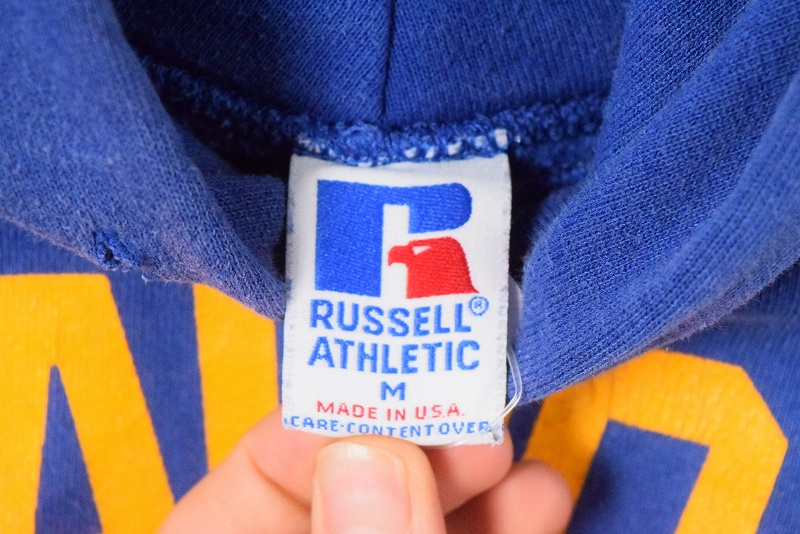 RUSSELL®
ATHLETIC
M
MADE IN U.S.A.
CARE-CONTENT OVER